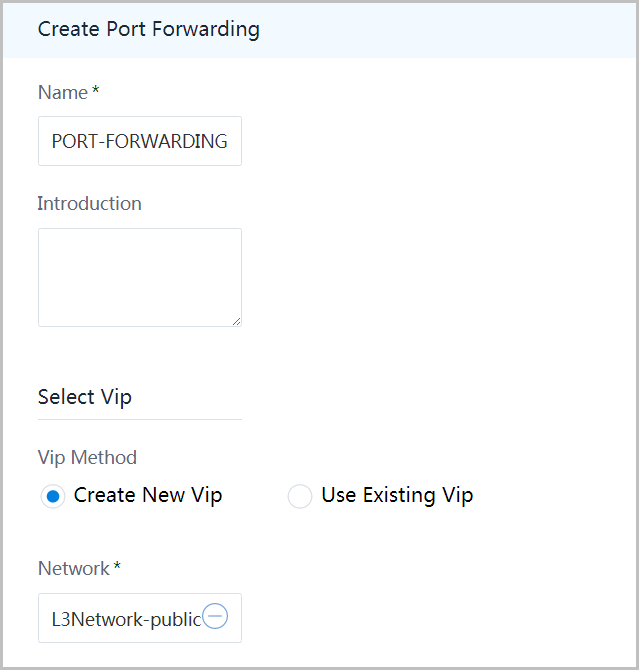 Create Port Forwarding
Name*
PORT-FORWARDING
Introduction
Select Vip
Vip Method
Create New Vip Use Existing Vip
Network*
L3Network-public